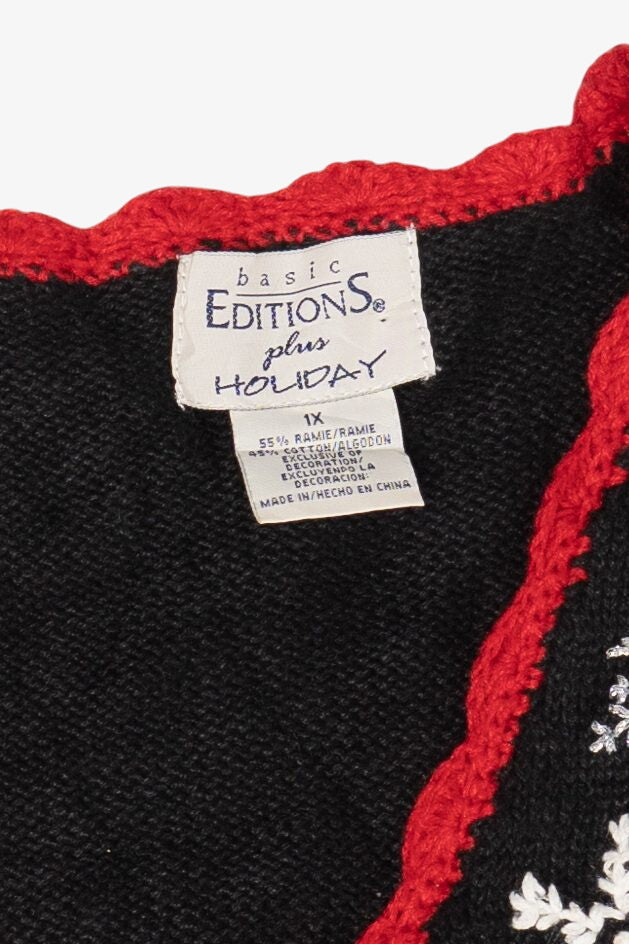 basic
EDITIONS®
plus
HOLIDAY
1X
55% RAMIE/RAMIE
45% COTTON/ALGODON
EXCLUSIVE OF
DECORATION/
EXCLUYENDO LA
DECORACION:
MADE IN/HECHO EN CHINA